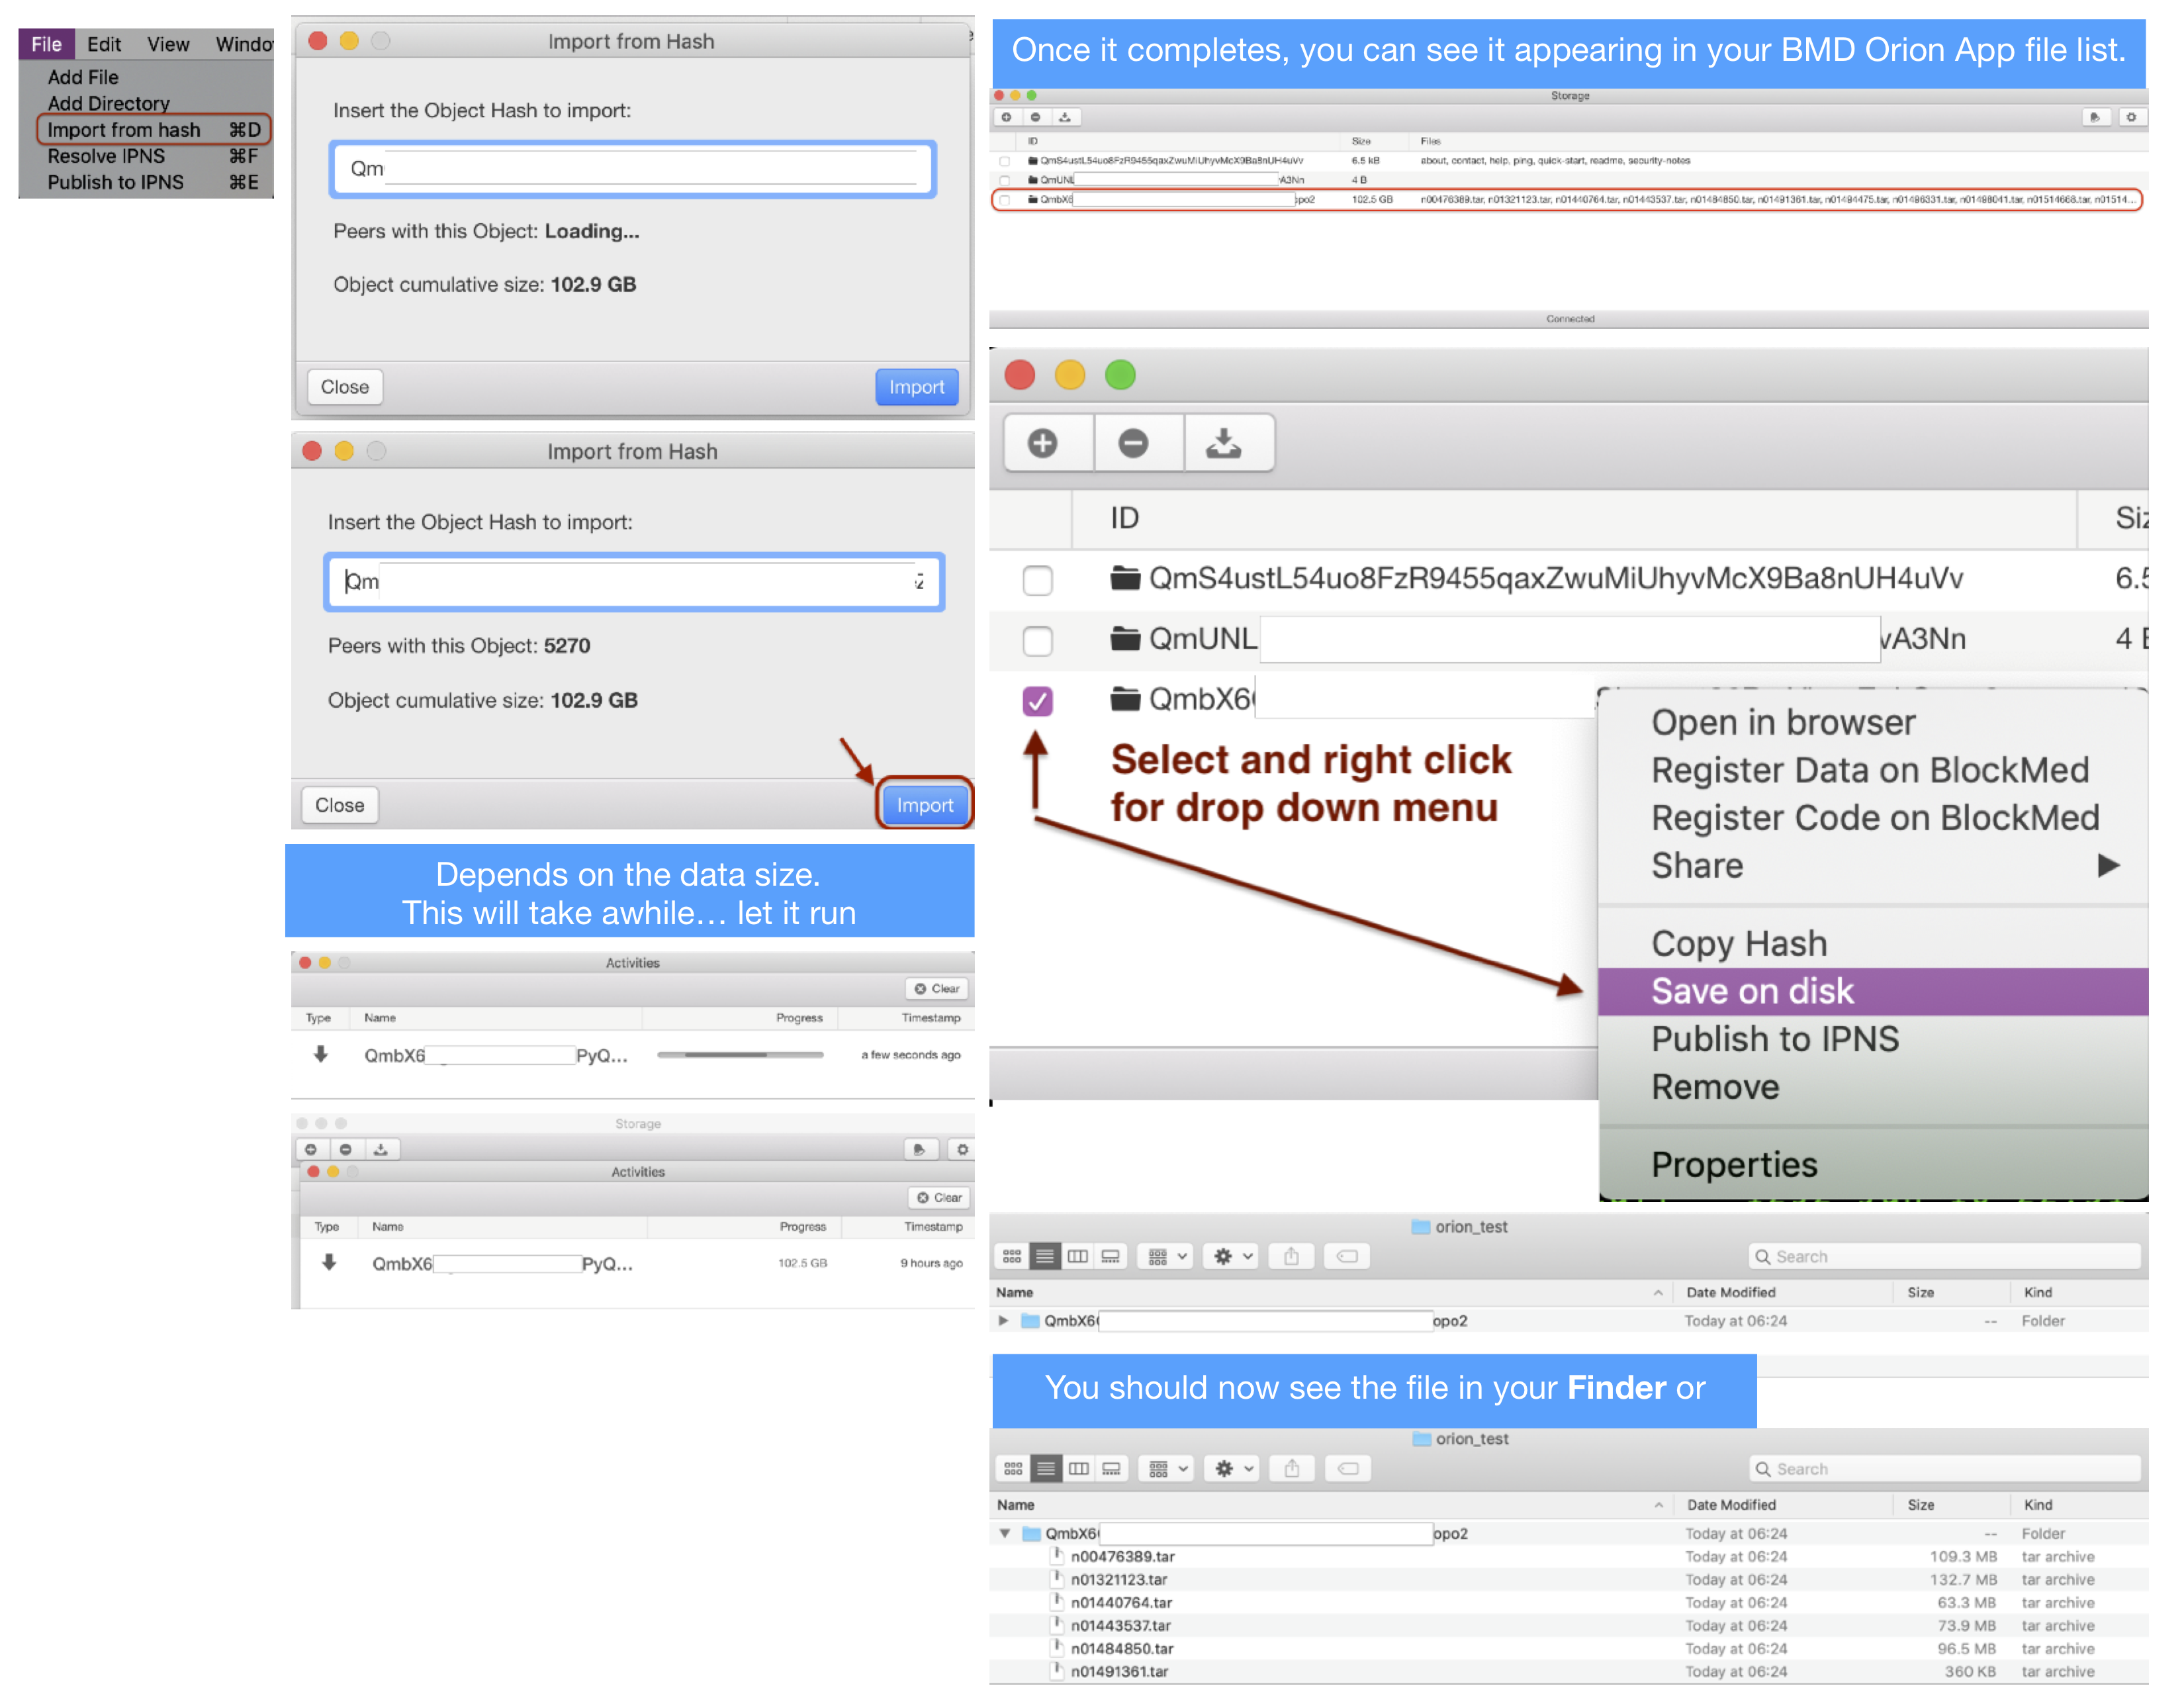 File Edit View Windo
Add File
Add Directory
Import from hash ⌘D
Resolve IPNS ⌘F
Publish to IPNS ⌘E
Import from Hash
Insert the Object Hash to import:
Qm
Peers with this Object: Loading...
Object cumulative size: 102.9 GB
Close Import
Import from Hash
Insert the Object Hash to import:
Qm
Peers with this Object: 5270
Object cumulative size: 102.9 GB
Close Import
Depends on the data size.
This will take awhile... let it run
Activities
Clear
Type Name Progress Timestamp
QmbX6 PyQ... a few seconds ago
Storage
Activities
Clear
Type Name Progress Timestamp
QmbX6 PyQ... 102.5 GB 9 hours ago
Once it completes, you can see it appearing in your BMD Orion App file list.
Storage
ID Size Files
QmS4ustL54uo8FzR9455qaxZwuMiUhyvMcX9Ba8nUH4uVv 6.5 kB about, contact, help, ping, quick-start, readme, security-notes
QmUNL vA3Nn 4 B
QmbX6 opo2 102.5 GB n00476389.tar, n01321123.tar, n01440764.tar, n01443537.tar, n01484850.tar, n01491361.tar, n01494475.tar, n01496331.tar, n01498041.tar, n01514668.tar, n01514...
Connected
ID Siz
QmS4ustL54uo8FzR9455qaxZwuMiUhyvMcX9Ba8nUH4uVv 6.5
QmUNL vA3Nn 4 B
QmbX6
Select and right click
for drop down menu
Open in browser
Register Data on BlockMed
Register Code on BlockMed
Share
Copy Hash
Save on disk
Publish to IPNS
Remove
Properties
orion_test
Search
Name Date Modified Size Kind
QmbX6 opo2 Today at 06:24 -- Folder
You should now see the file in your Finder or
orion_test
Search
Name Date Modified Size Kind
QmbX6 opo2 Today at 06:24 -- Folder
n00476389.tar Today at 06:24 109.3 MB tar archive
n01321123.tar Today at 06:24 132.7 MB tar archive
n01440764.tar Today at 06:24 63.3 MB tar archive
n01443537.tar Today at 06:24 73.9 MB tar archive
n01484850.tar Today at 06:24 96.5 MB tar archive
n01491361.tar Today at 06:24 360 KB tar archive